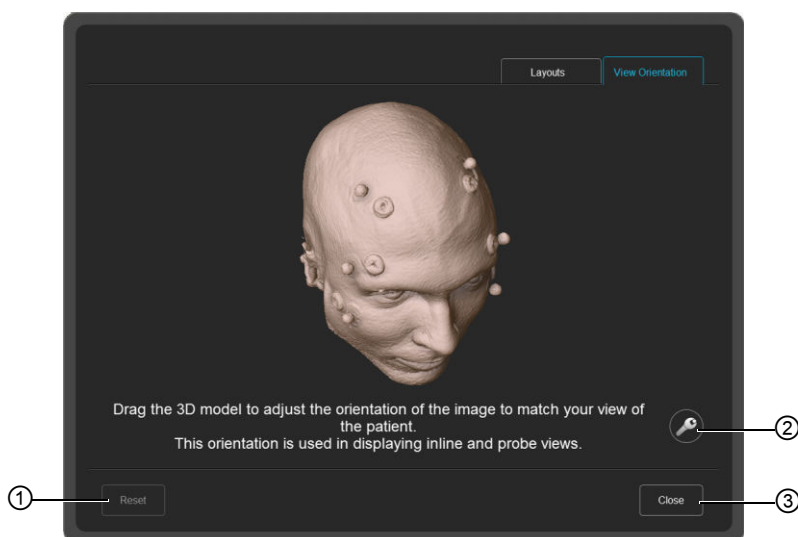 Layouts
View Orientation
Drag the 3D model to adjust the orientation of the image to match your view of
the patient.
This orientation is used in displaying inline and probe views.
2
1
Reset
Close
3